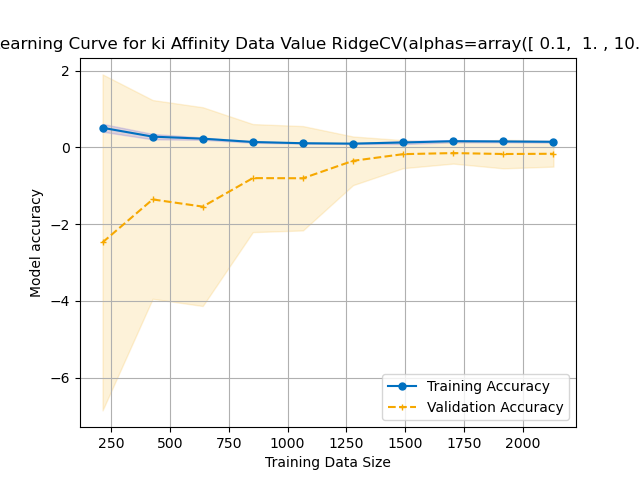 earning Curve for ki Affinity Data Value RidgeCV(alphas=array([ 0.1,  1. , 10.
2
0
−2
−4
−6
Model accuracy
Training Accuracy
Validation Accuracy
250 500 750 1000 1250 1500 1750 2000
Training Data Size